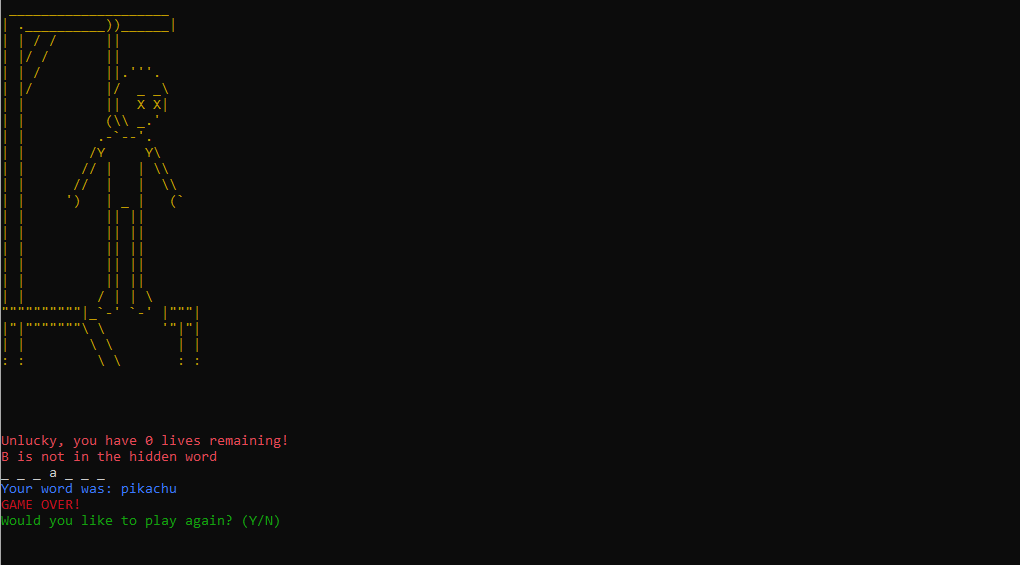 X X
Y Y
Unlucky, you have 0 lives remaining!
B is not in the hidden word
_ _ _ a _ _ _
Your word was: pikachu
GAME OVER!
Would you like to play again? (Y/N)